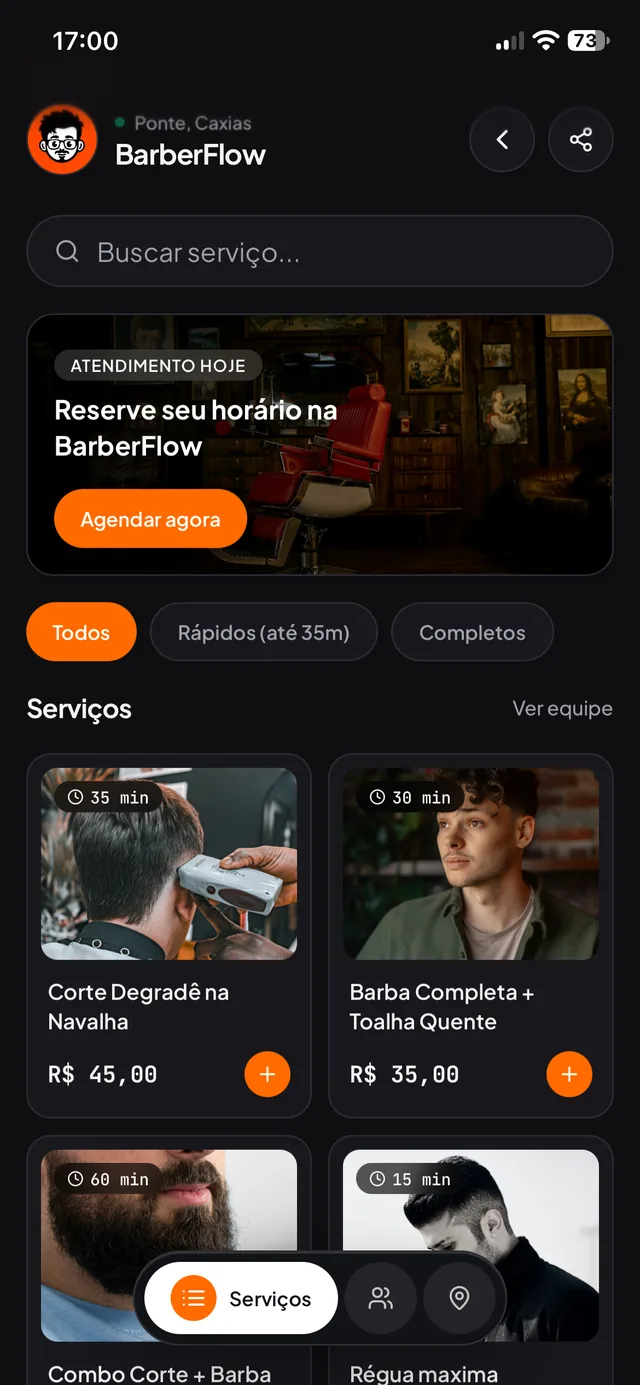 17:00
73
Ponte, Caxias
BarberFlow
Buscar serviço...
ATENDIMENTO HOJE
Reserve seu horário na
BarberFlow
Agendar agora
Todos
Rápidos (até 35m)
Completos
Serviços
Ver equipe
35 min
30 min
Corte Degradê na
Navalha
Barba Completa +
Toalha Quente
R$ 45,00
R$ 35,00
60 min
15 min
Serviços
Combo Corte + Barba
Régua maxima